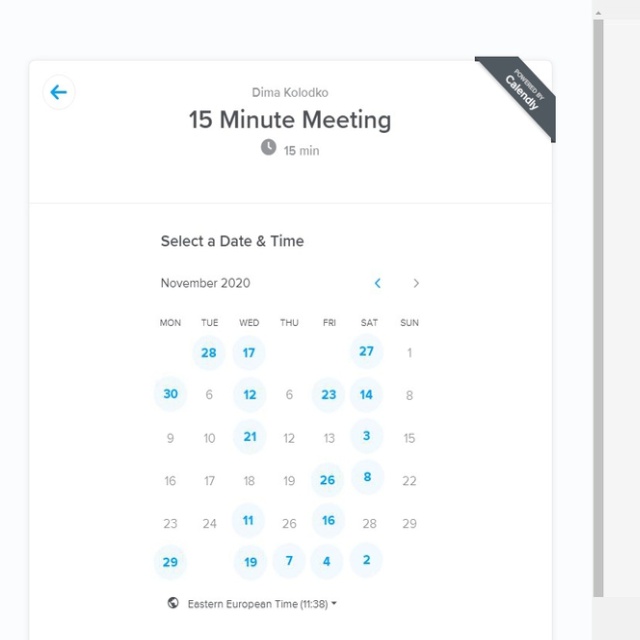 POWERED BY
Calendly
Dima Kolodko
15 Minute Meeting
15 min
Select a Date & Time
November 2020
MON TUE WED THU FRI SAT SUN
28 17 27 1
30 6 12 6 23 14 8
9 10 21 12 13 3 15
16 17 18 19 26 8 22
23 24 11 26 16 28 29
29 19 7 4 2
Eastern European Time (11:38)